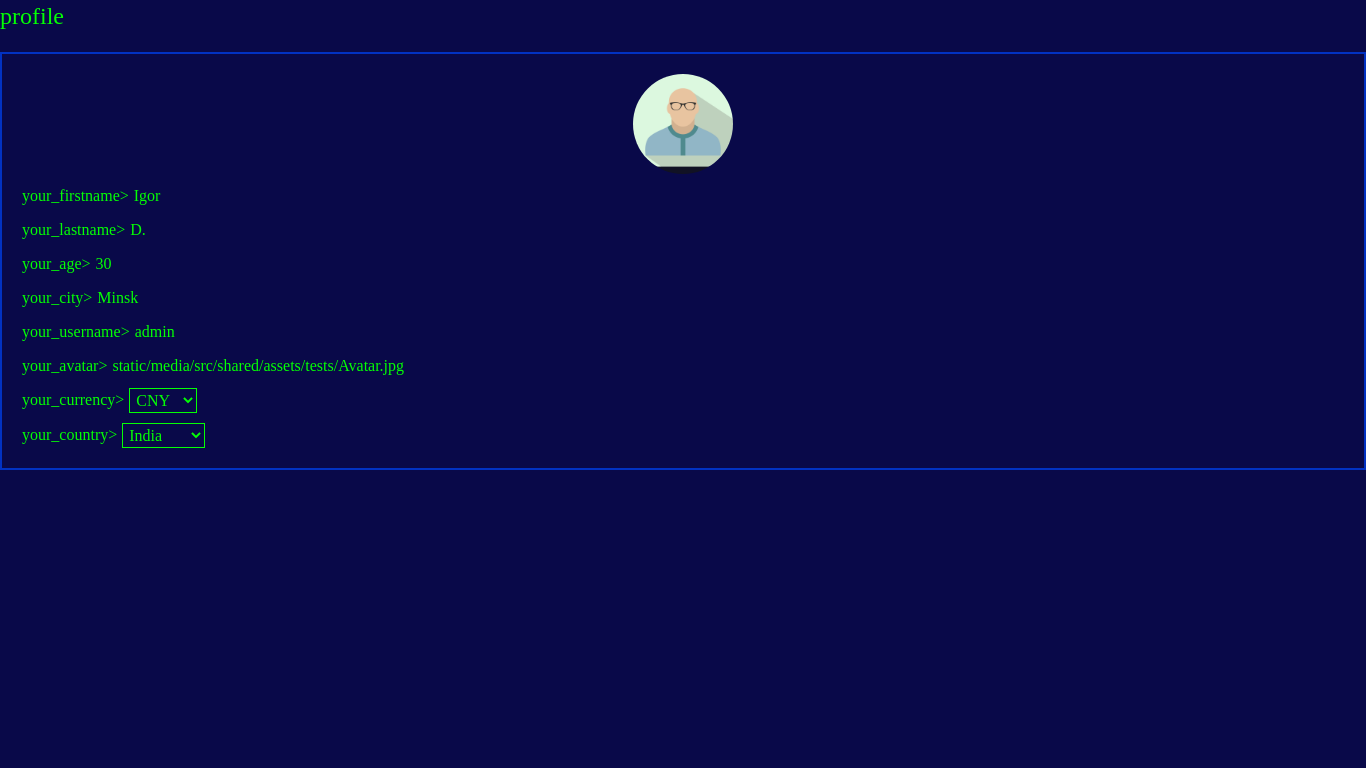 profile
your_firstname> Igor
your_lastname> D.
your_age> 30
your_city> Minsk
your_username> admin
your_avatar> static/media/src/shared/assets/tests/Avatar.jpg
your_currency> CNY
your_country> India